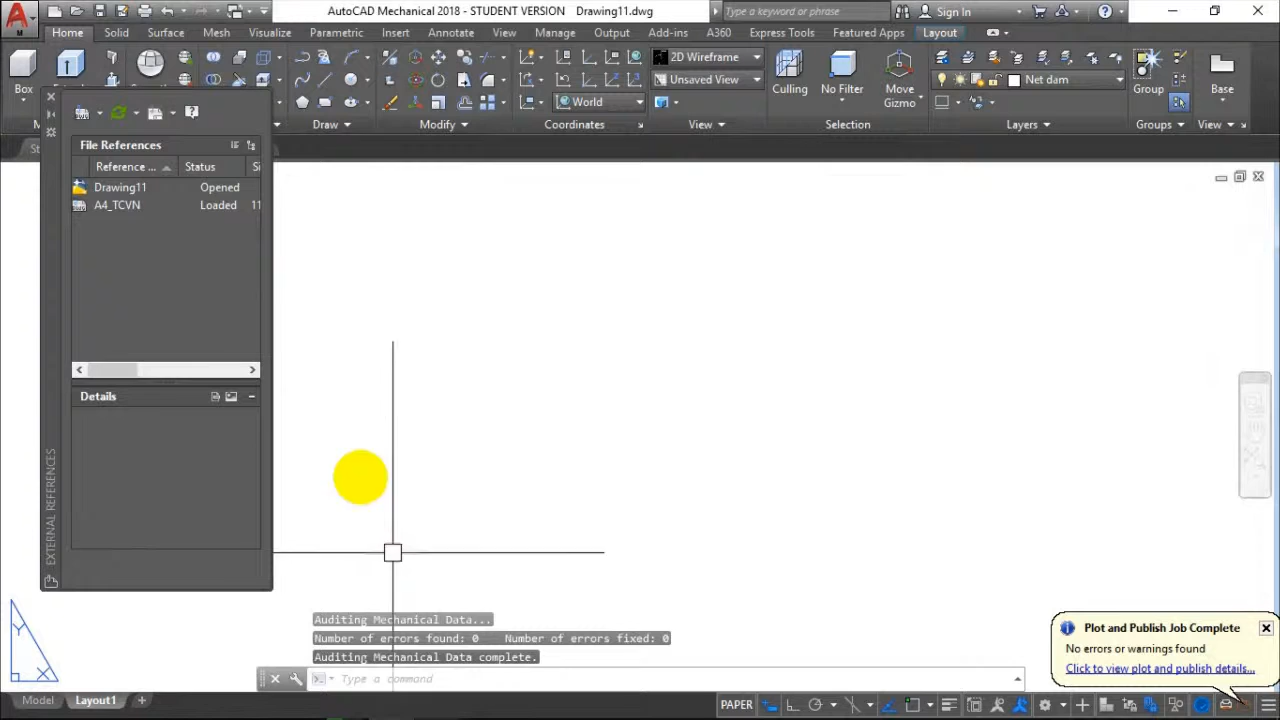 AutoCAD Mechanical 2018 - STUDENT VERSION Drawing11.dwg
Type a keyword or phrase
Sign In
Home Solid Surface Mesh Visualize Parametric Insert Annotate View Manage Output Add-ins A360 Express Tools Featured Apps Layout
2D Wireframe
Unsaved View
World
Net dam
Box
Culling
No Filter
Move
Gizmo
Group
Base
Draw
Modify
Coordinates
View
Selection
Layers
Groups
View
File References
Reference ...
Status
Si
Drawing11 Opened
A4_TCVN Loaded 11
Details
EXTERNAL REFERENCES
Y
X
Auditing Mechanical Data...
Number of errors found: 0 Number of errors fixed: 0
Auditing Mechanical Data complete.
Type a command
Plot and Publish Job Complete
No errors or warnings found
Click to view plot and publish details...
Model
Layout1
PAPER